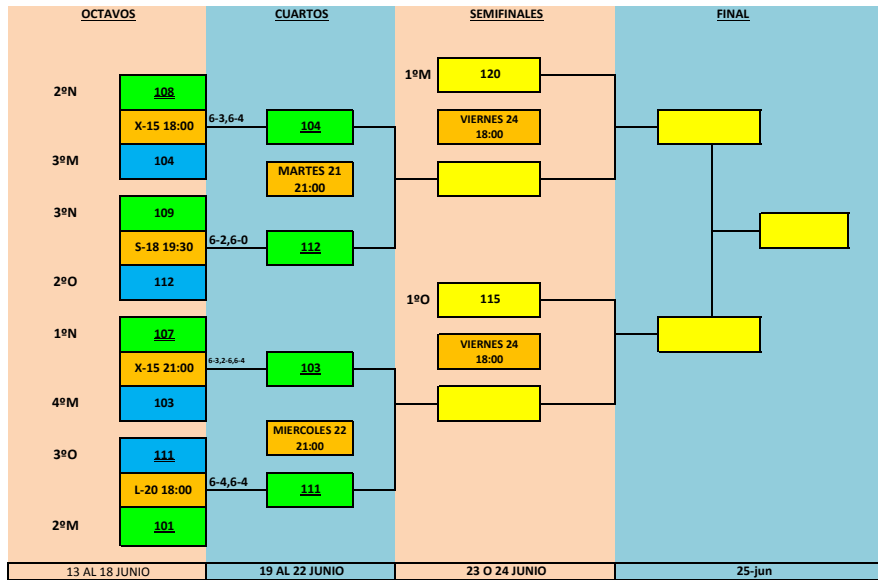 OCTAVOS
CUARTOS
SEMIFINALES
FINAL
2ºN
108
X-15 18:00
6-3,6-4
3ºM
104
104
MARTES 21
21:00
3ºN
109
S-18 19:30
6-2,6-0
2ºO
112
112
1ºN
107
X-15 21:00
6-3,2-6,6-4
4ºM
103
103
MIERCOLES 22
21:00
3ºO
111
L-20 18:00
6-4,6-4
2ºM
101
111
1ºM
120
VIERNES 24
18:00
1ºO
115
VIERNES 24
18:00
13 AL 18 JUNIO
19 AL 22 JUNIO
23 O 24 JUNIO
25-jun